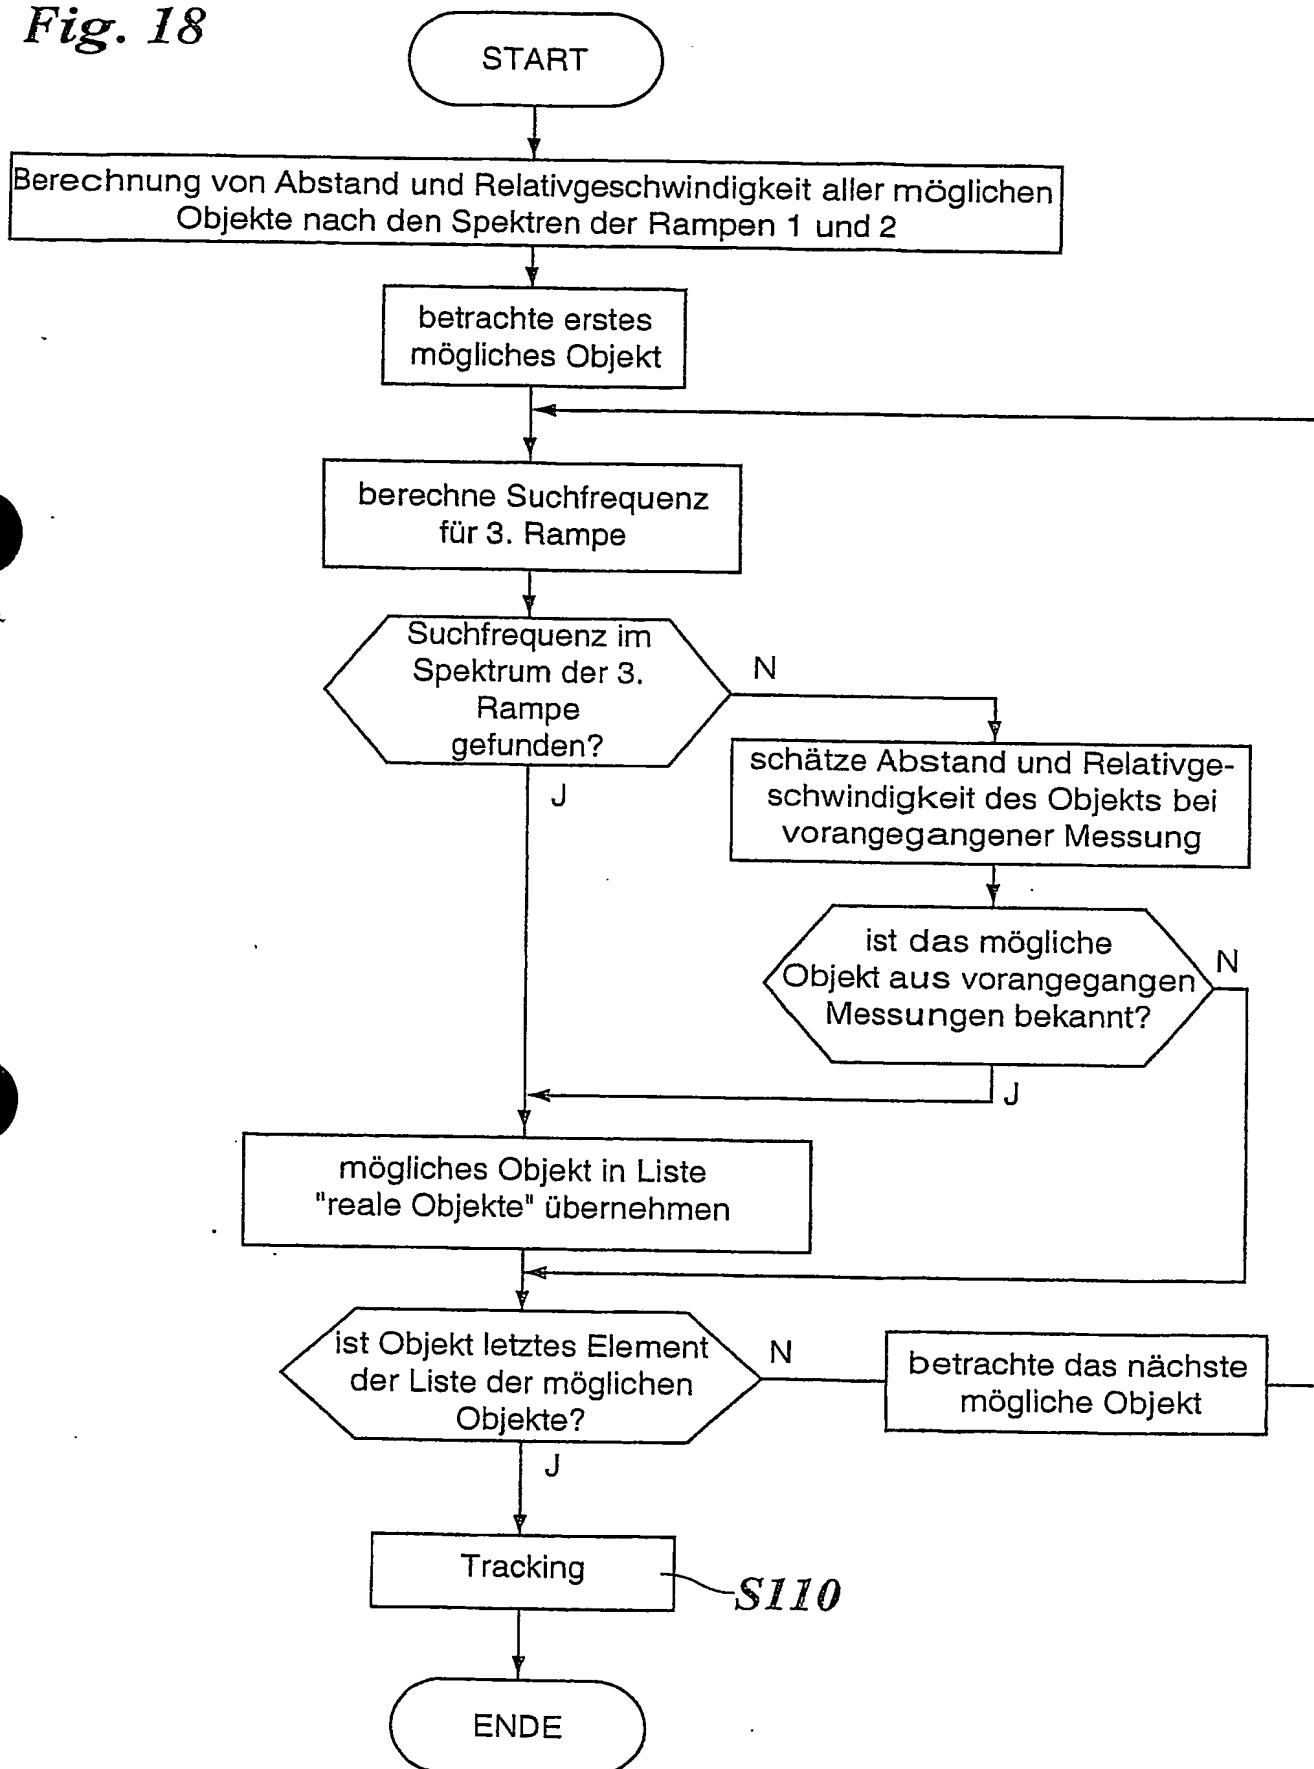 Fig. 18
START
Berechnung von Abstand und Relativgeschwindigkeit aller möglichen
Objekte nach den Spektren der Rampen 1 und 2
betrachte erstes
mögliches Objekt
berechne Suchfrequenz
für 3. Rampe
Suchfrequenz im
Spektrum der 3.
Rampe
gefunden?
N
J
schätze Abstand und Relativge-
schwindigkeit des Objekts bei
vorangegangener Messung
ist das mögliche
Objekt aus vorangegangen
Messungen bekannt?
N
J
mögliches Objekt in Liste
"reale Objekte" übernehmen
ist Objekt letztes Element
der Liste der möglichen
Objekte?
N
betrachte das nächste
mögliche Objekt
J
Tracking
S110
ENDE